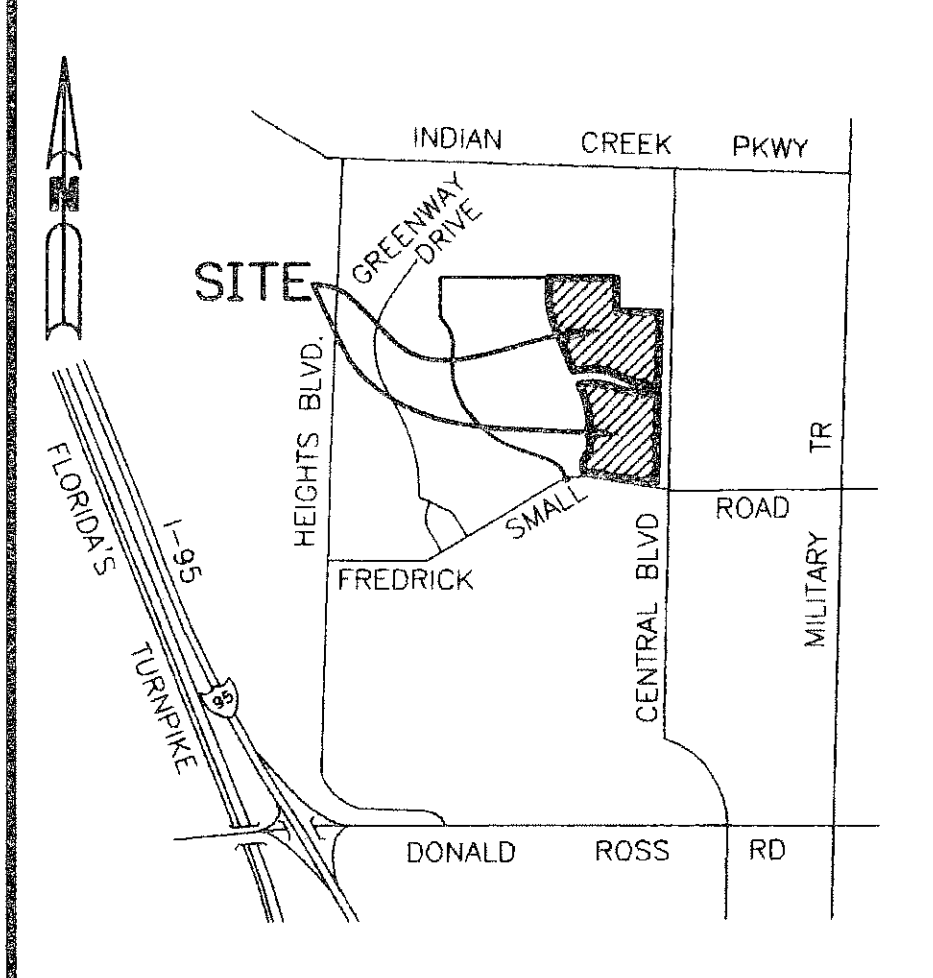 INDIAN CREEK PKWY
N
GREENWAY
DRIVE
SITE
HEIGHTS BLVD.
FLORIDA'S
TURNPIKE
I-95
95
SMALL
FREDRICK
ROAD
CENTRAL BLVD
MILITARY TR
DONALD ROSS RD